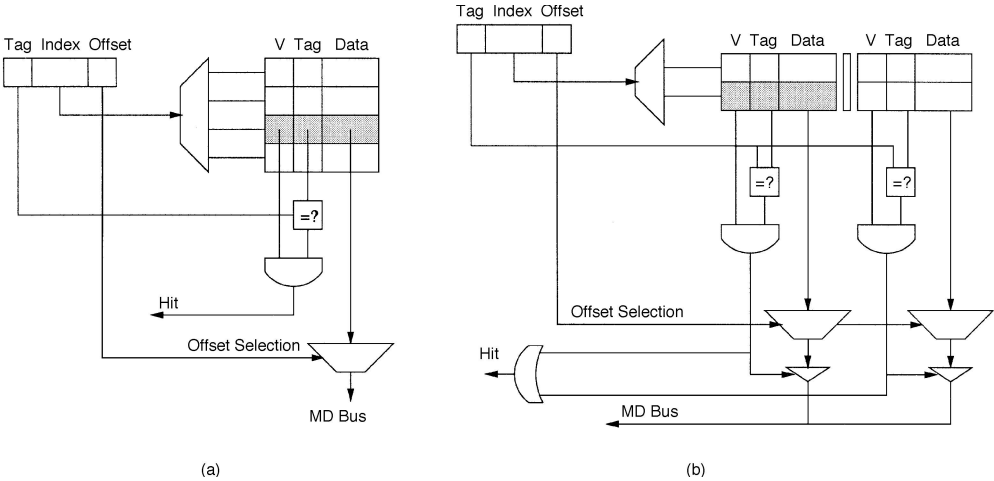 Tag Index Offset
V Tag Data
=?
Hit
Offset Selection
MD Bus
(a)
Tag Index Offset
V Tag Data
V Tag Data
=?
=?
Offset Selection
Hit
MD Bus
(b)